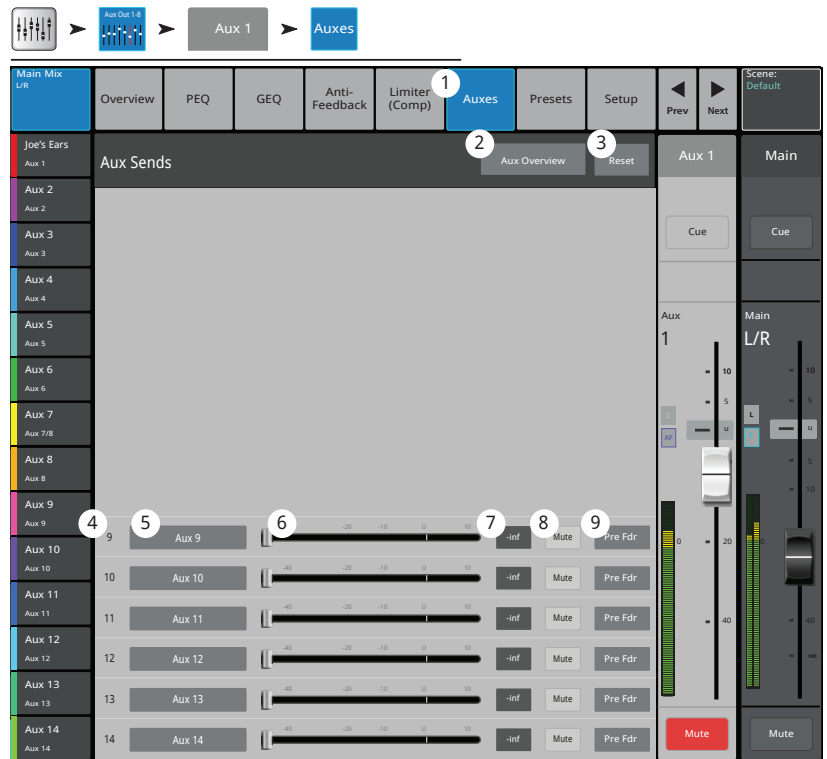 Aux Out 1-8
Aux 1
Auxes
Main Mix
L/R
Overview
PEQ
GEQ
Anti-
Feedback
Limiter
(Comp)
1
Auxes
Presets
Setup
Prev
Next
Scene:
Default
Joe's Ears
Aux 1
Aux 2
Aux 2
Aux 3
Aux 3
Aux 4
Aux 4
Aux 5
Aux 5
Aux 6
Aux 6
Aux 7
Aux 7/8
Aux 8
Aux 8
Aux 9
Aux 9
Aux 10
Aux 10
Aux 11
Aux 11
Aux 12
Aux 12
Aux 13
Aux 13
Aux 14
Aux 14
Aux Sends
2
Aux Overview
3
Reset
4 5 6 7 8 9
9 Aux 9 -20 -10 U 10 -inf Mute Pre Fdr
10 Aux 10 -40 -20 -10 U 10 -inf Mute Pre Fdr
11 Aux 11 -40 -20 -10 U 10 -inf Mute Pre Fdr
12 Aux 12 -40 -20 -10 U 10 -inf Mute Pre Fdr
13 Aux 13 -40 -20 -10 U 10 -inf Mute Pre Fdr
14 Aux 14 -40 -20 -10 U 10 -inf Mute Pre Fdr
Aux 1
Cue
Aux
1
10
5
C
U
AF
0
20
40
Mute
Main
Cue
Main
L/R
10
5
L
U
5
10
0
20
40
∞
Mute